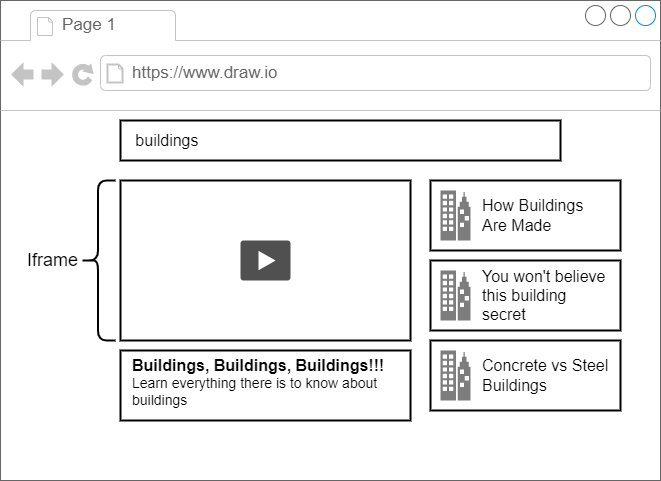 Page 1
https://www.draw.io
buildings
Iframe
Buildings, Buildings, Buildings!!!
Learn everything there is to know about
buildings
How Buildings
Are Made
You won't believe
this building
secret
Concrete vs Steel
Buildings